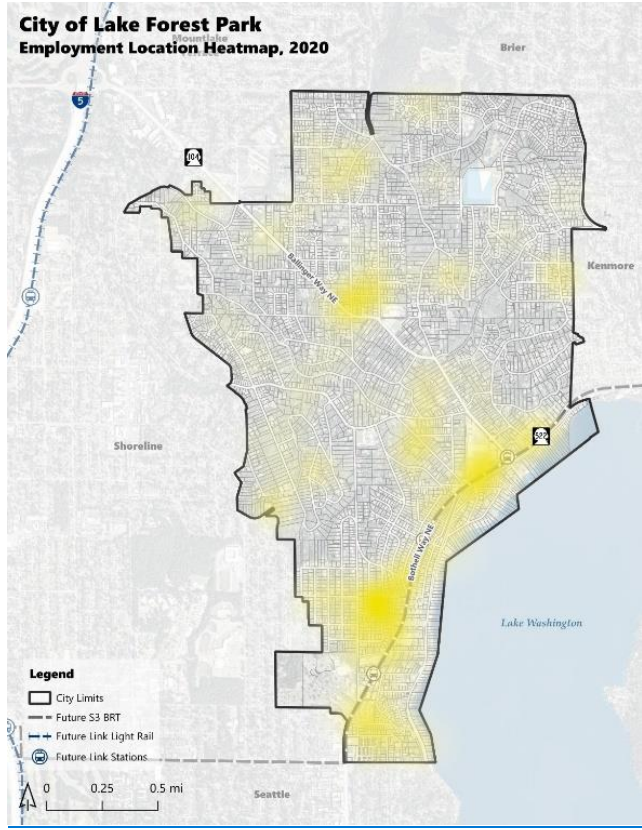 City of Lake Forest Park
Employment Location Heatmap, 2020
Mountlake
Brier
5
104
Kenmore
Ballinger Way NE
522
Shoreline
Bothell Way NE
Lake Washington
Legend
City Limits
Future S3 BRT
Future Link Light Rail
Future Link Stations
0 0.25 0.5 mi
Seattle